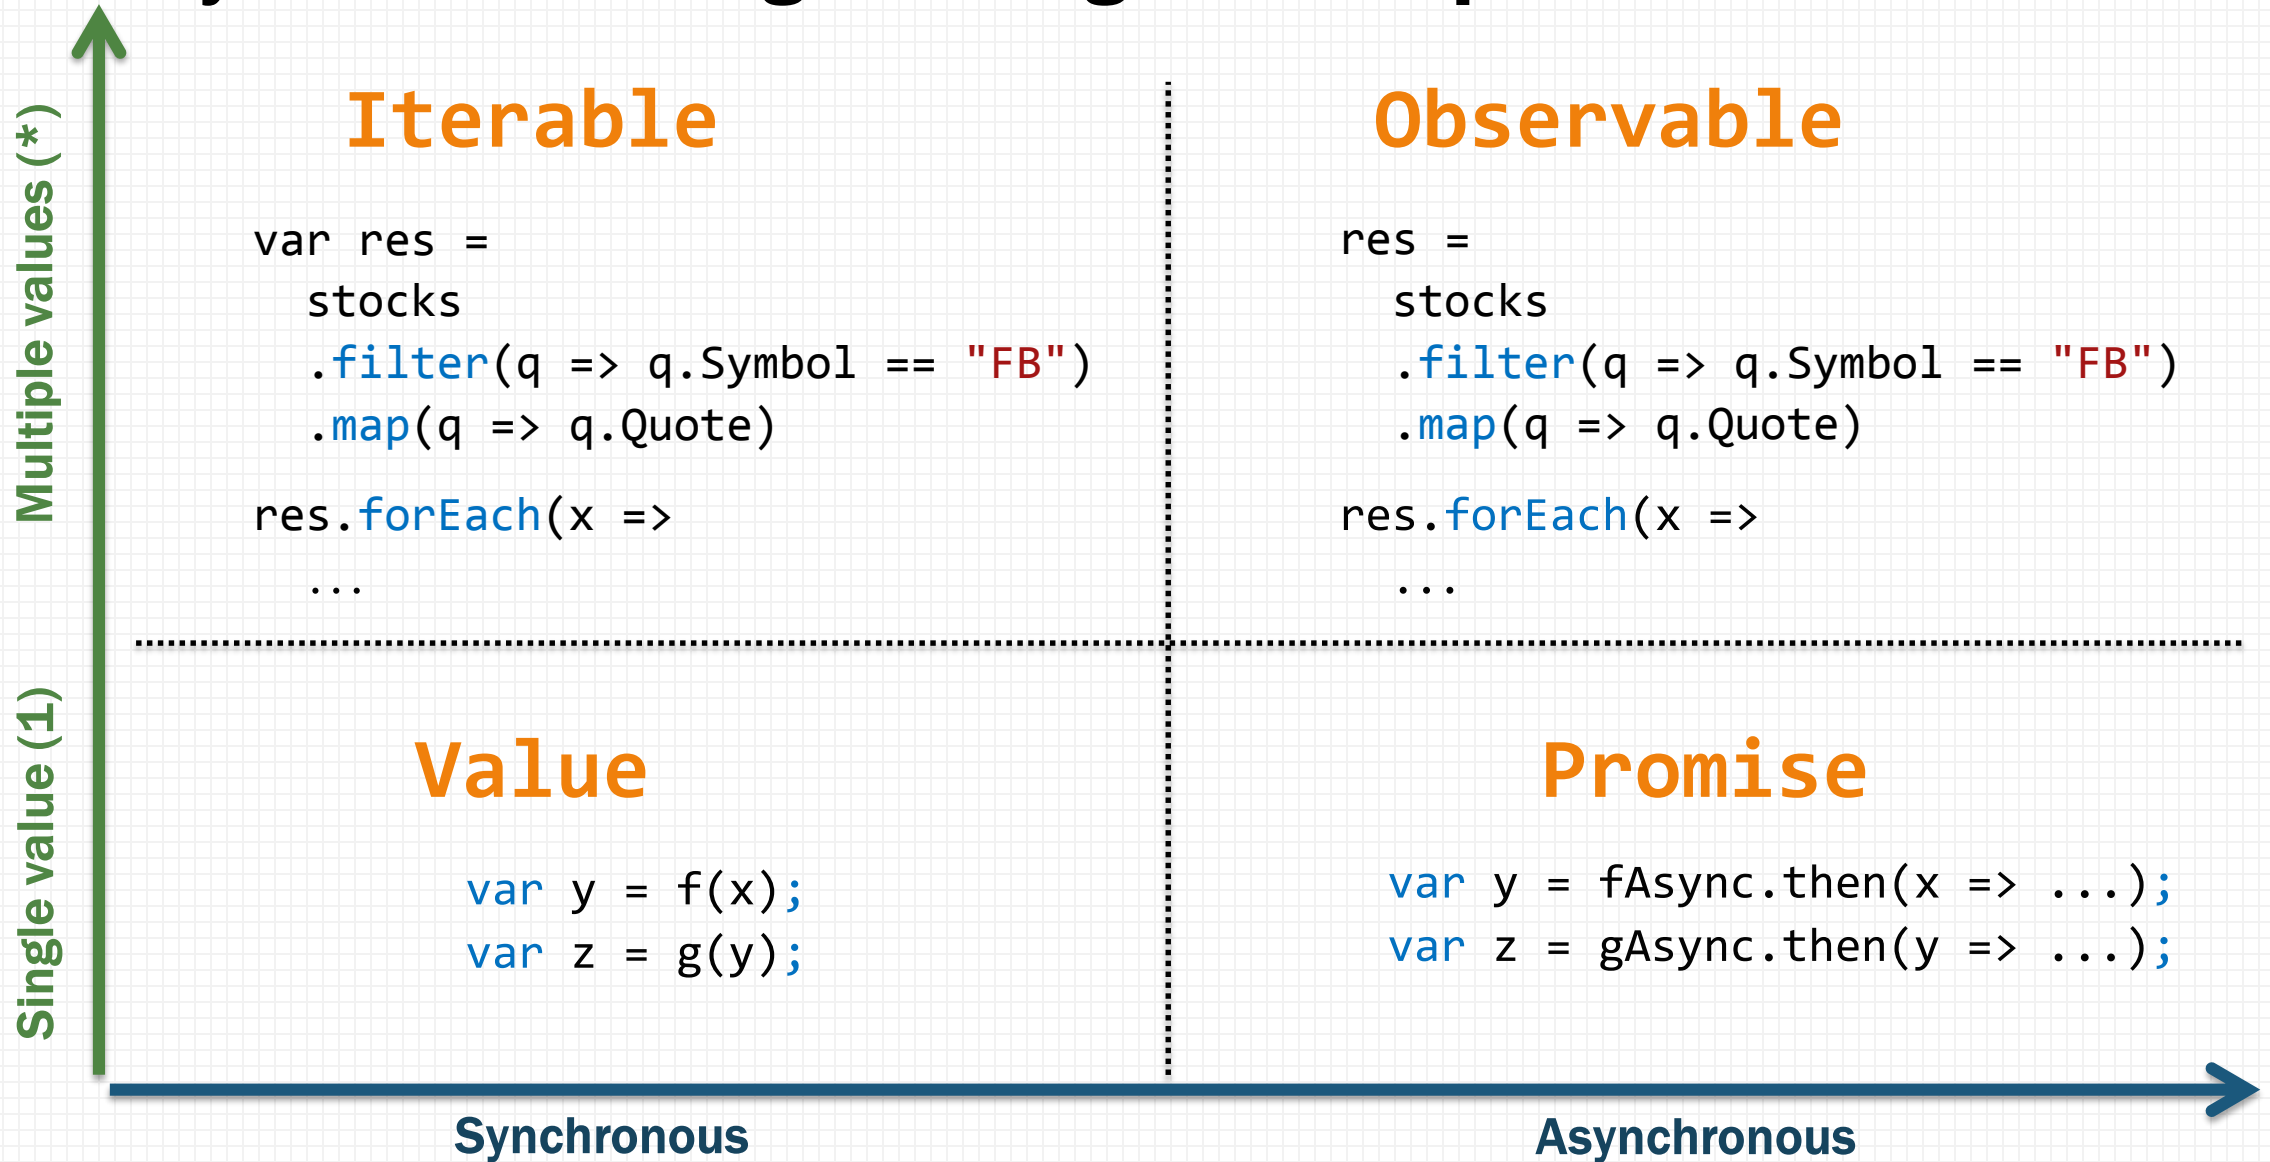 Multiple values (*)
Single value (1)
Iterable
var res =
  stocks
  .filter(q => q.Symbol == "FB")
  .map(q => q.Quote)
res.forEach(x =>
  ...
Observable
res =
  stocks
  .filter(q => q.Symbol == "FB")
  .map(q => q.Quote)
res.forEach(x =>
  ...
Value
var y = f(x);
var z = g(y);
Promise
var y = fAsync.then(x => ...);
var z = gAsync.then(y => ...);
Synchronous
Asynchronous